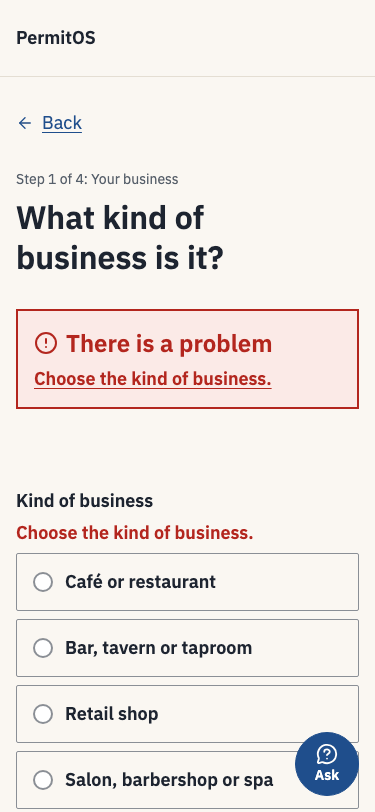 PermitOS
Back
Step 1 of 4: Your business
What kind of
business is it?
There is a problem
Choose the kind of business.
Kind of business
Choose the kind of business.
Café or restaurant
Bar, tavern or taproom
Retail shop
Salon, barbershop or spa
Ask